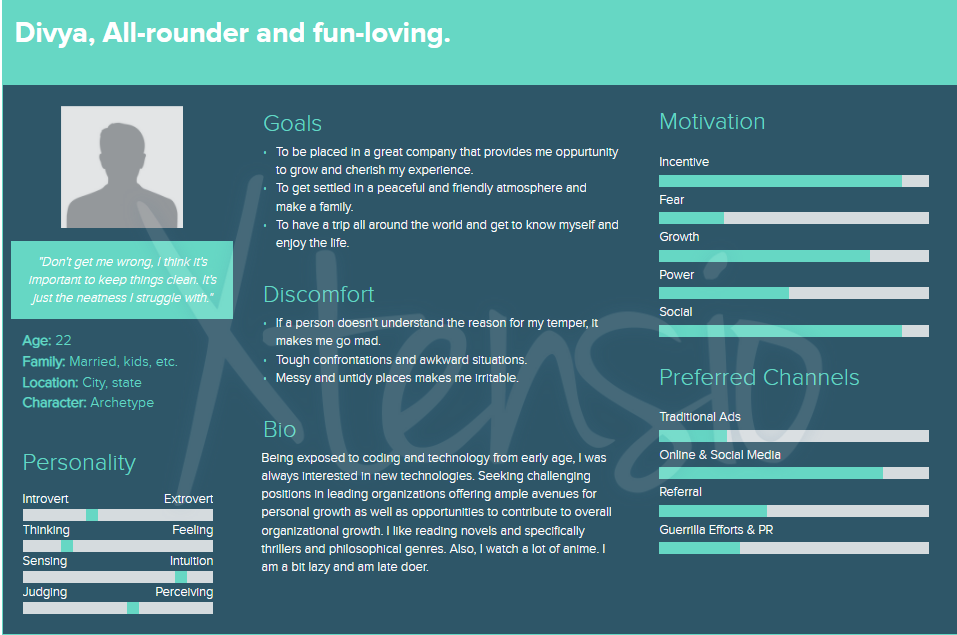 Divya, All-rounder and fun-loving.
"Don't get me wrong, I think it's
important to keep things clean. It's
just the neatness I struggle with."
Age: 22
Family: Married, kids, etc.
Location: City, state
Character: Archetype
Personality
Introvert Extrovert
Thinking Feeling
Sensing Intuition
Judging Perceiving
Goals
· To be placed in a great company that provides me oppurtunity
to grow and cherish my experience.
· To get settled in a peaceful and friendly atmosphere and
make a family.
· To have a trip all around the world and get to know myself and
enjoy the life.
Discomfort
· If a person doesn't understand the reason for my temper, it
makes me go mad.
· Tough confrontations and awkward situations.
· Messy and untidy places makes me irritable.
Bio
Being exposed to coding and technology from early age, I was
always interested in new technologies. Seeking challenging
positions in leading organizations offering ample avenues for
personal growth as well as opportunities to contribute to overall
organizational growth. I like reading novels and specifically
thrillers and philosophical genres. Also, I watch a lot of anime. I
am a bit lazy and am late doer.
Motivation
Incentive
Fear
Growth
Power
Social
Preferred Channels
Traditional Ads
Online & Social Media
Referral
Guerrilla Efforts & PR
Xtensio